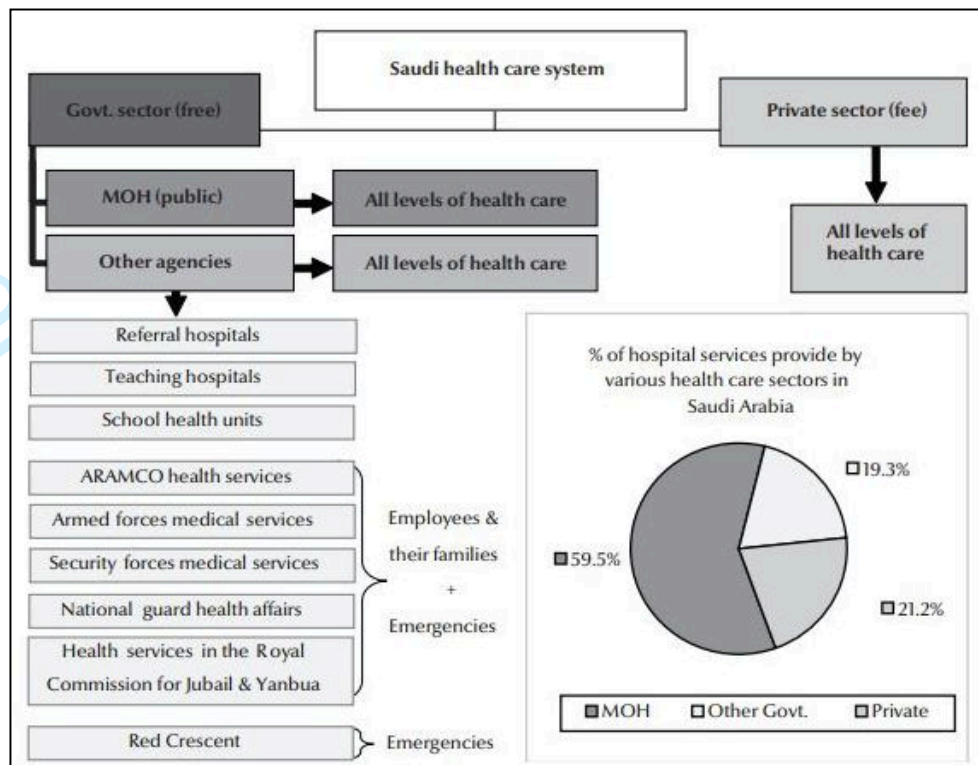 Saudi health care system
Govt. sector (free)
Private sector (fee)
MOH (public)
All levels of health care
Other agencies
All levels of health care
All levels of
health care
Referral hospitals
Teaching hospitals
School health units
ARAMCO health services
Armed forces medical services
Security forces medical services
National guard health affairs
Health services in the Royal
Commission for Jubail & Yanbua
Employees &
their families
+
Emergencies
Red Crescent
Emergencies
% of hospital services provide by
various health care sectors in
Saudi Arabia
19.3%
59.5%
21.2%
MOH
Other Govt.
Private